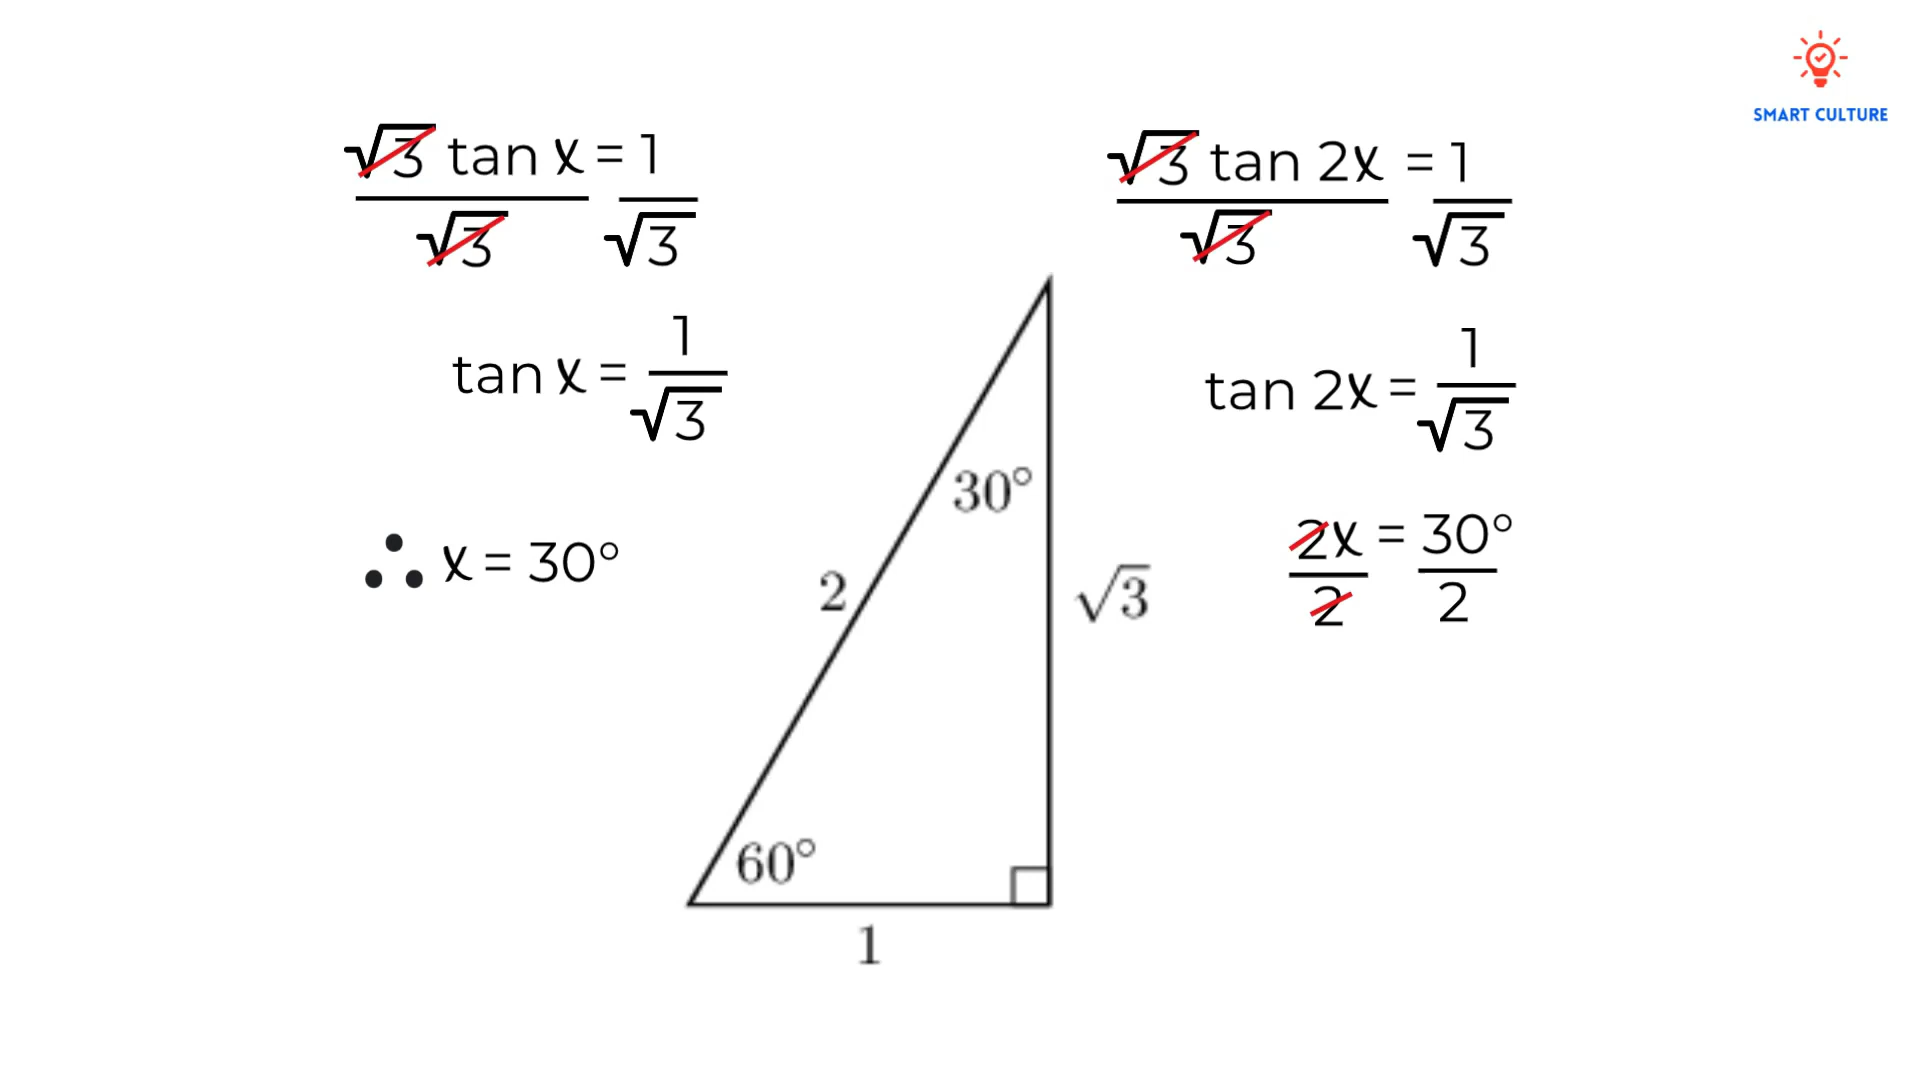 SMART CULTURE
√3 tan x = 1
√3 √3
tan x = 1/√3
∴ x = 30°
√3 tan 2x = 1
√3 √3
tan 2x = 1/√3
2x = 30°
2 2
30°
2
√3
60°
1